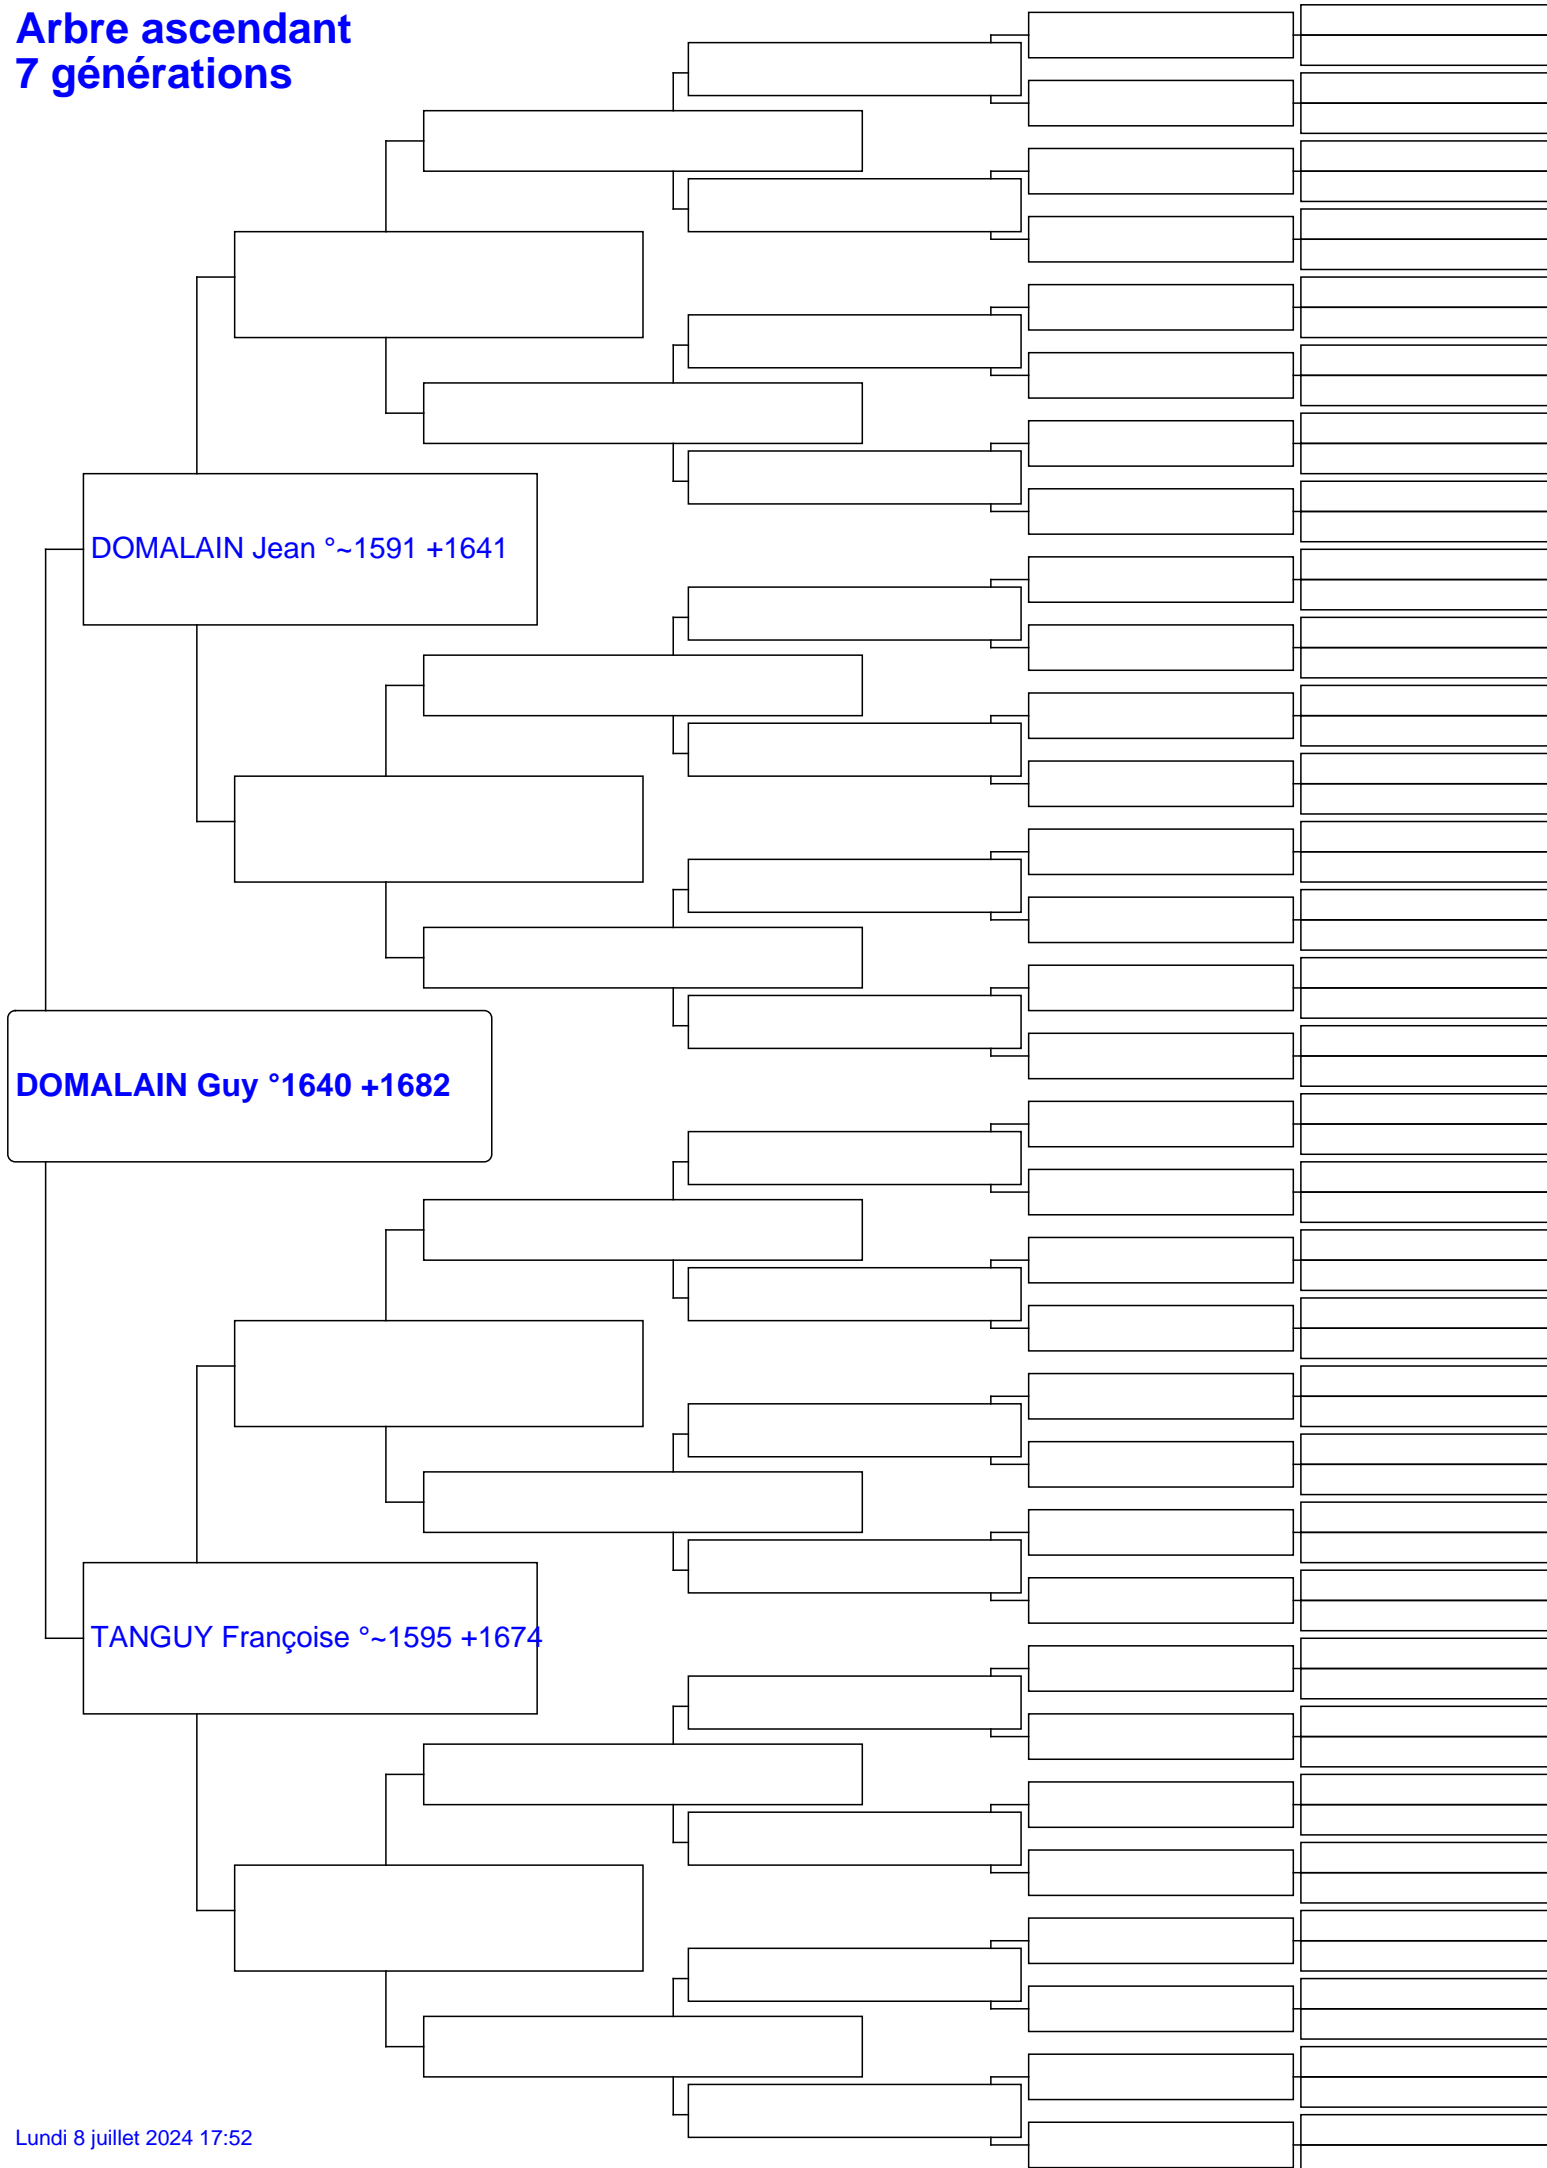 Arbre ascendant
7 générations
DOMALAIN Jean °~1591 +1641
DOMALAIN Guy °1640 +1682
TANGUY Françoise °~1595 +1674
Lundi 8 juillet 2024 17:52